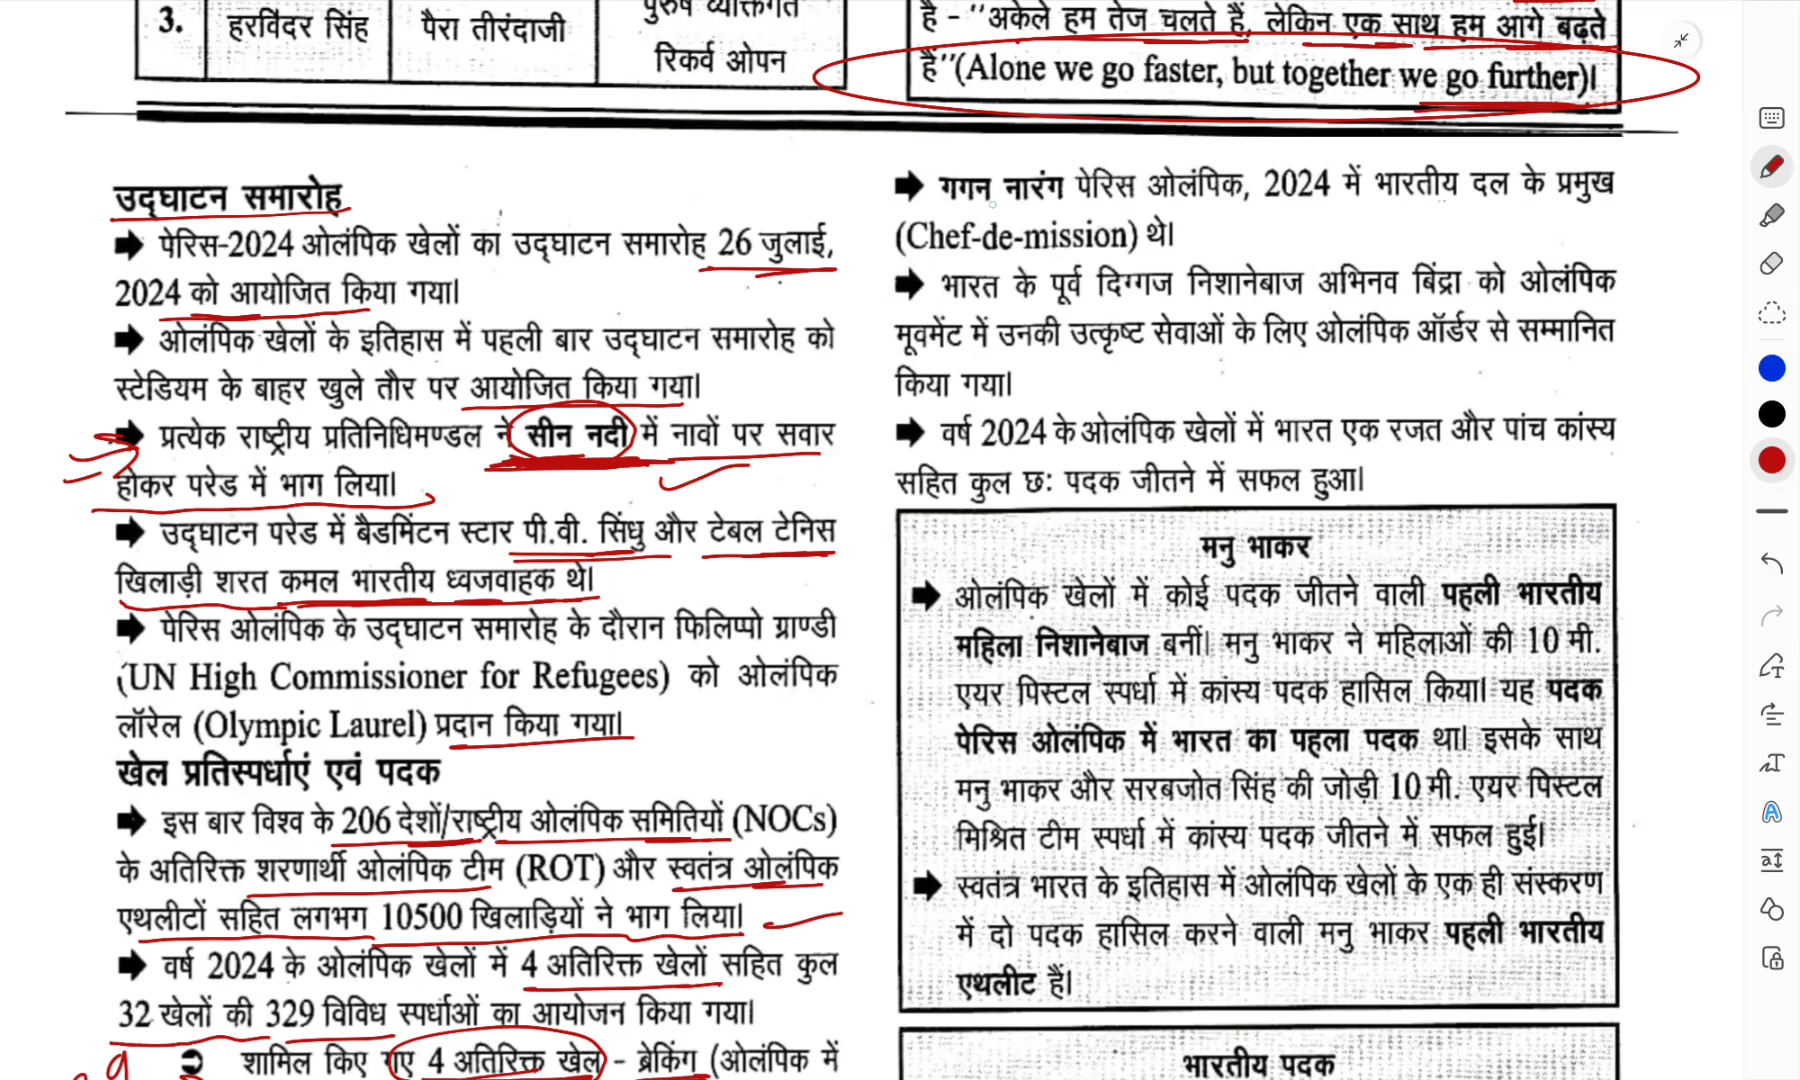 3.
हरविंदर सिंह
पैरा तीरंदाजी
पुरुष व्यक्तिगत
रिकर्व ओपन
है - "अकेले हम तेज चलते हैं, लेकिन एक साथ हम आगे बढ़ते
हैं"(Alone we go faster, but together we go further)।
उद्घाटन समारोह
पेरिस-2024 ओलंपिक खेलों का उद्घाटन समारोह 26 जुलाई,
2024 को आयोजित किया गया।
ओलंपिक खेलों के इतिहास में पहली बार उद्घाटन समारोह को
स्टेडियम के बाहर खुले तौर पर आयोजित किया गया।
प्रत्येक राष्ट्रीय प्रतिनिधिमण्डल ने सीन नदी में नावों पर सवार
होकर परेड में भाग लिया।
उद्घाटन परेड में बैडमिंटन स्टार पी.वी. सिंधु और टेबल टेनिस
खिलाड़ी शरत कमल भारतीय ध्वजवाहक थे।
पेरिस ओलंपिक के उद्घाटन समारोह के दौरान फिलिप्पो ग्राण्डी
(UN High Commissioner for Refugees) को ओलंपिक
लॉरेल (Olympic Laurel) प्रदान किया गया।
खेल प्रतिस्पर्धाएं एवं पदक
इस बार विश्व के 206 देशों/राष्ट्रीय ओलंपिक समितियों (NOCs)
के अतिरिक्त शरणार्थी ओलंपिक टीम (ROT) और स्वतंत्र ओलंपिक
एथलीटों सहित लगभग 10500 खिलाड़ियों ने भाग लिया।
वर्ष 2024 के ओलंपिक खेलों में 4 अतिरिक्त खेलों सहित कुल
32 खेलों की 329 विविध स्पर्धाओं का आयोजन किया गया।
शामिल किए गए 4 अतिरिक्त खेल - ब्रेकिंग (ओलंपिक में
गगन नारंग पेरिस ओलंपिक, 2024 में भारतीय दल के प्रमुख
(Chef-de-mission) थे।
भारत के पूर्व दिग्गज निशानेबाज अभिनव बिंद्रा को ओलंपिक
मूवमेंट में उनकी उत्कृष्ट सेवाओं के लिए ओलंपिक ऑर्डर से सम्मानित
किया गया।
वर्ष 2024 के ओलंपिक खेलों में भारत एक रजत और पांच कांस्य
सहित कुल छः पदक जीतने में सफल हुआ।
मनु भाकर
ओलंपिक खेलों में कोई पदक जीतने वाली पहली भारतीय
महिला निशानेबाज बनीं। मनु भाकर ने महिलाओं की 10 मी.
एयर पिस्टल स्पर्धा में कांस्य पदक हासिल किया। यह पदक
पेरिस ओलंपिक में भारत का पहला पदक था। इसके साथ
मनु भाकर और सरबजोत सिंह की जोड़ी 10 मी. एयर पिस्टल
मिश्रित टीम स्पर्धा में कांस्य पदक जीतने में सफल हुई।
स्वतंत्र भारत के इतिहास में ओलंपिक खेलों के एक ही संस्करण
में दो पदक हासिल करने वाली मनु भाकर पहली भारतीय
एथलीट हैं।
भारतीय पदक